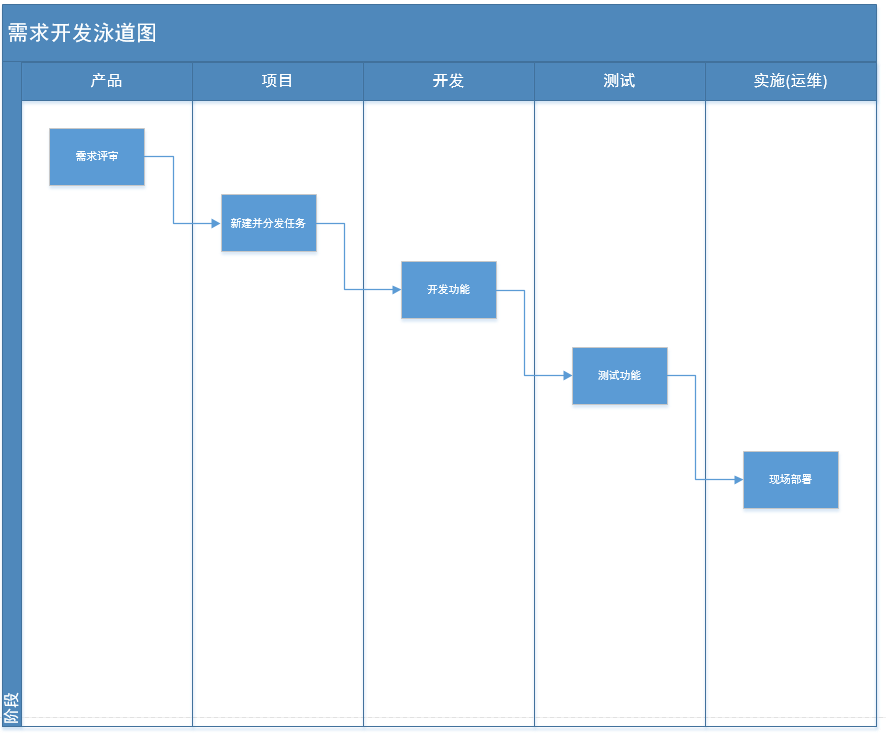 需求开发泳道图
产品
项目
开发
测试
实施(运维)
需求评审
新建并分发任务
开发功能
测试功能
现场部署
阶段